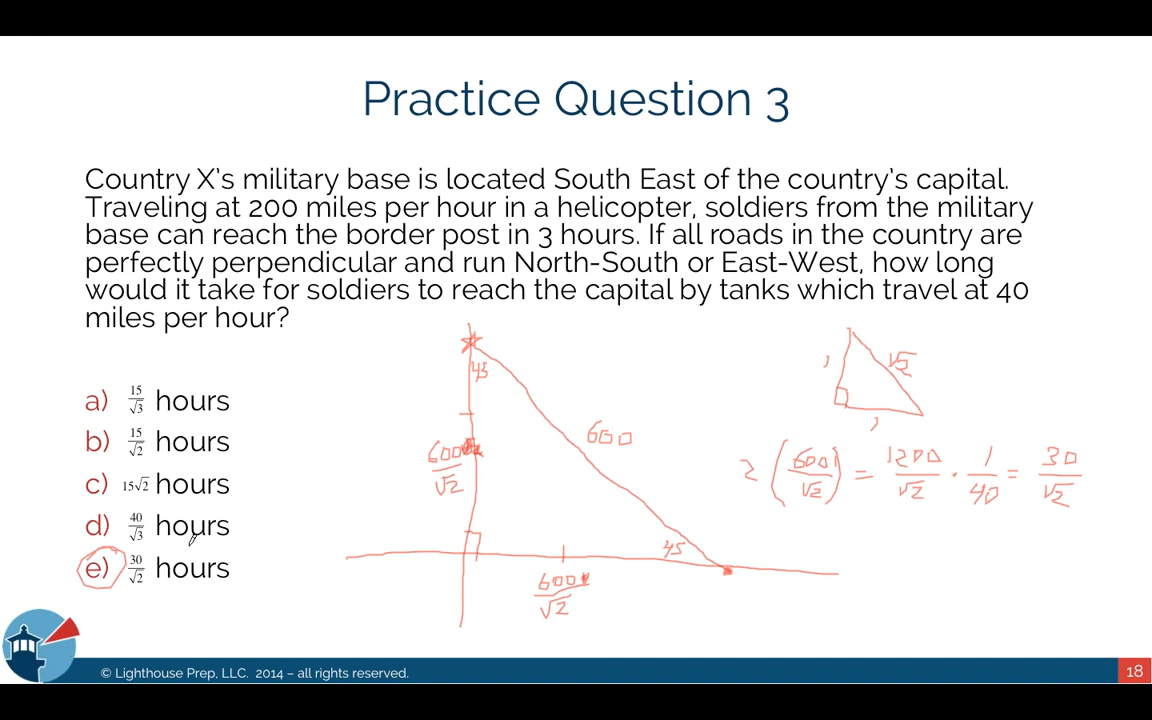 Practice Question 3
Country X's military base is located South East of the country's capital.
Traveling at 200 miles per hour in a helicopter, soldiers from the military
base can reach the border post in 3 hours. If all roads in the country are
perfectly perpendicular and run North-South or East-West, how long
would it take for soldiers to reach the capital by tanks which travel at 40
miles per hour?
a) 15/√3 hours
b) 15/√2 hours
c) 15√2 hours
d) 40/√3 hours
e) 30/√2 hours
45
600
600/√2
45
600/√2
1
√2
1
2 (600/√2) = 1200/√2 · 1/40 = 30/√2
© Lighthouse Prep, LLC. 2014 – all rights reserved.
18